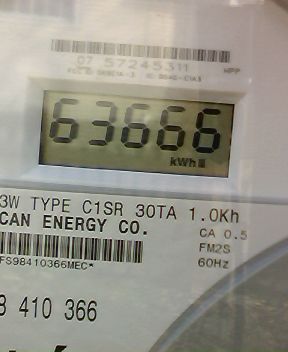 07 57245311
HPP
63666
kWh
3W TYPE C1SR 30TA 1.0Kh
CAN ENERGY CO.
CA 0.5
FM2S
FS98410366MEC*
60Hz
8 410 366